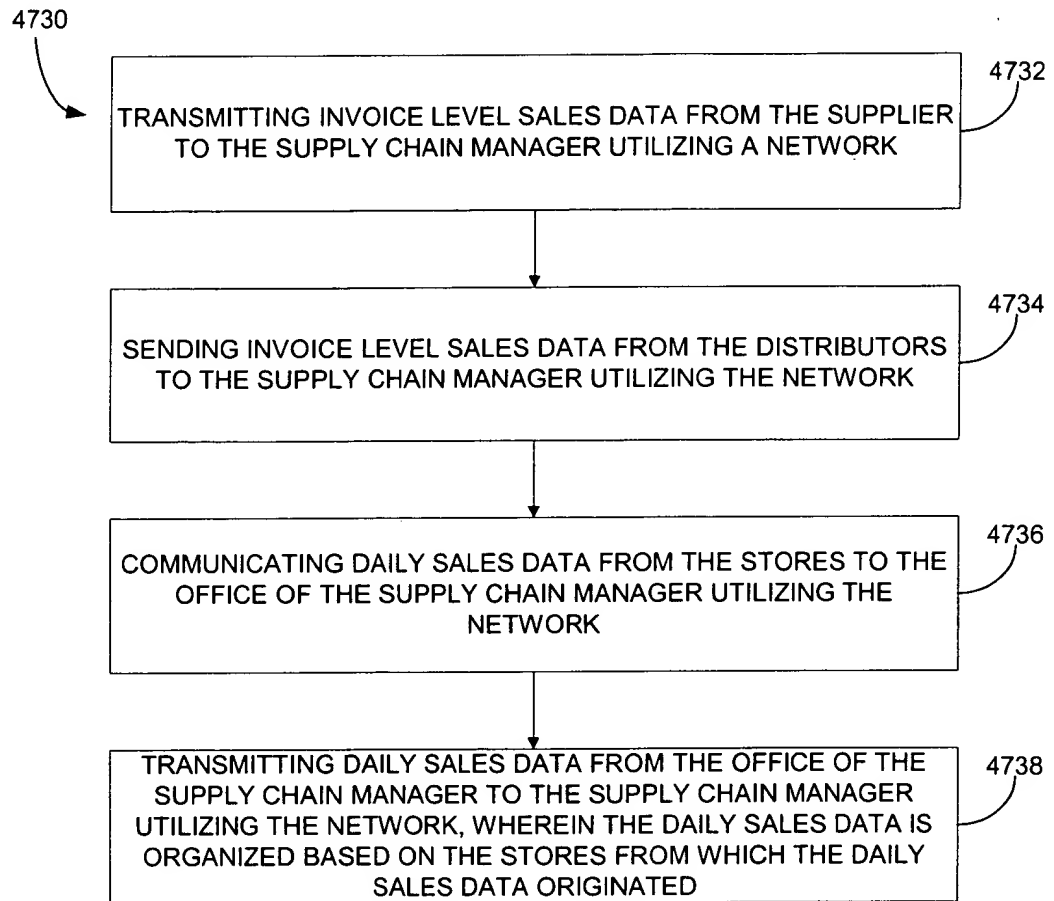 4730
4732
TRANSMITTING INVOICE LEVEL SALES DATA FROM THE SUPPLIER
TO THE SUPPLY CHAIN MANAGER UTILIZING A NETWORK
4734
SENDING INVOICE LEVEL SALES DATA FROM THE DISTRIBUTORS
TO THE SUPPLY CHAIN MANAGER UTILIZING THE NETWORK
4736
COMMUNICATING DAILY SALES DATA FROM THE STORES TO THE
OFFICE OF THE SUPPLY CHAIN MANAGER UTILIZING THE
NETWORK
4738
TRANSMITTING DAILY SALES DATA FROM THE OFFICE OF THE
SUPPLY CHAIN MANAGER TO THE SUPPLY CHAIN MANAGER
UTILIZING THE NETWORK, WHEREIN THE DAILY SALES DATA IS
ORGANIZED BASED ON THE STORES FROM WHICH THE DAILY
SALES DATA ORIGINATED